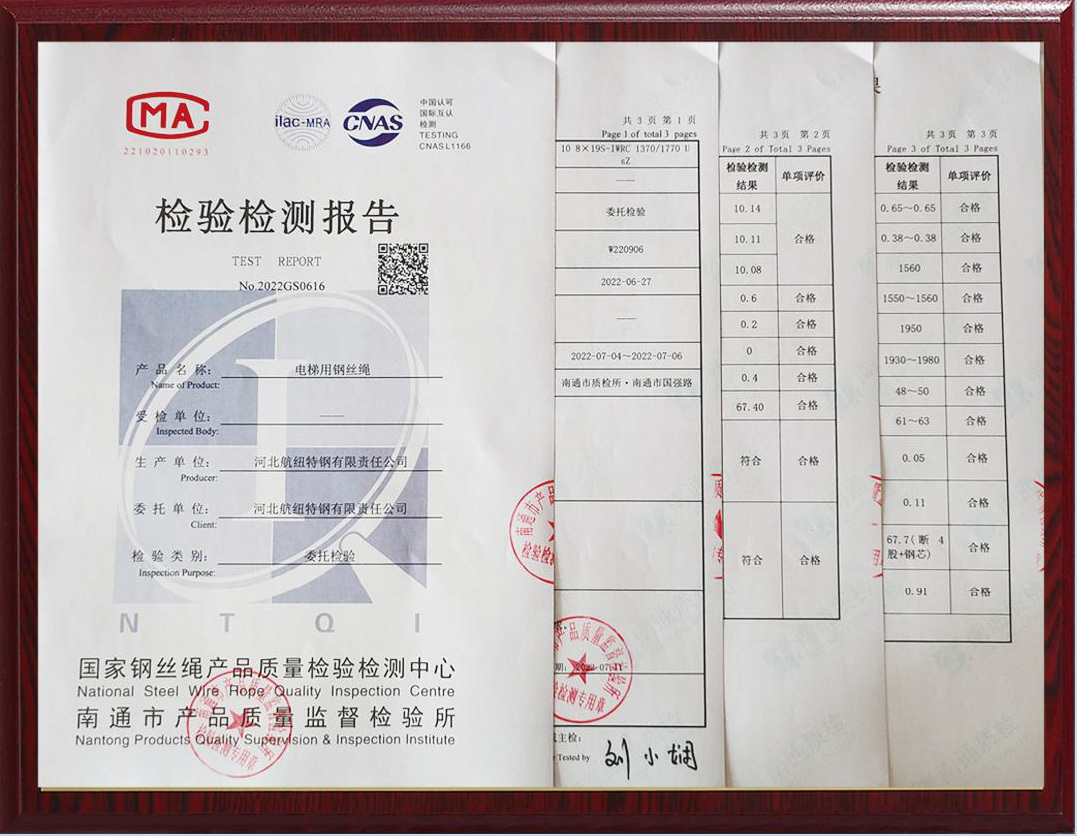 MA
221020110293
ilac-MRA
CNAS
中国认可
国际互认
检测
TESTING
CNAS L1166
检验检测报告
TEST REPORT
No.2022GS0616
产品名称: 电梯用钢丝绳
Name of Product:
受检单位: ——
Inspected Body:
生产单位: 河北航纽特钢有限责任公司
Producer:
委托单位: 河北航纽特钢有限责任公司
Client:
检验类别: 委托检验
Inspection Purpose:
N T Q I
国家钢丝绳产品质量检验检测中心
National Steel Wire Rope Quality Inspection Centre
南通市产品质量监督检验所
Nantong Products Quality Supervision & Inspection Institute
共 3 页 第 1 页
Page 1 of total 3 pages
10 8×19S-IWRC 1370/1770 U
sZ
——
委托检验
W220906
2022-06-27
——
2022-07-04～2022-07-06
南通市质检所·南通市国强路
主检:
Tested by
共 3 页 第 2 页
Page 2 of Total 3 Pages
检验检测
结果 单项评价
10.14
10.11 合格
10.08
0.6 合格
0.2 合格
0 合格
0.4 合格
67.40 合格
符合 合格
符合 合格
果
共 3 页 第 3 页
Page 3 of Total 3 Pages
检验检测
结果 单项评价
0.65～0.65 合格
0.38～0.38 合格
1560 合格
1550～1560 合格
1950 合格
1930～1980 合格
48～50 合格
61～63 合格
0.05 合格
0.11 合格
67.7(断 4
股+钢芯) 合格
0.91 合格